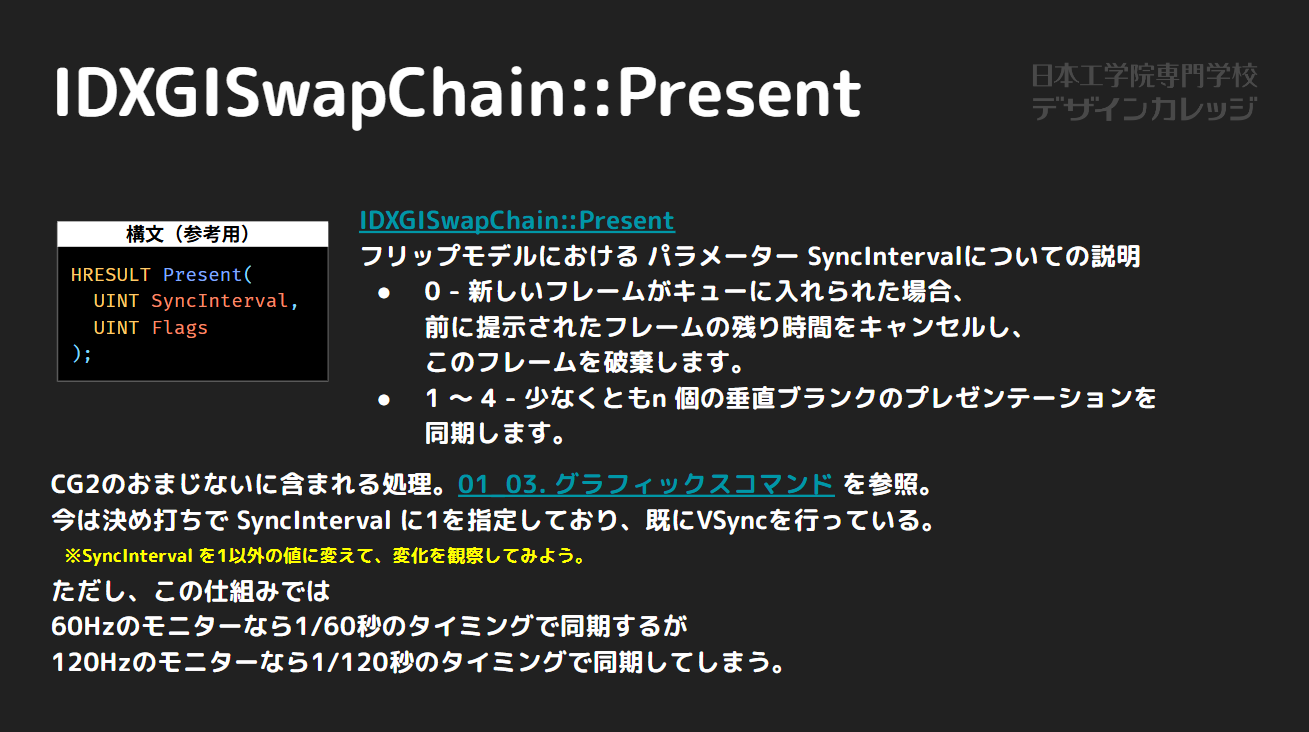 IDXGISwapChain::Present
日本工学院専門学校
デザインカレッジ
構文（参考用）
HRESULT Present(
UINT SyncInterval,
UINT Flags
);
IDXGISwapChain::Present
フリップモデルにおける パラメーター SyncIntervalについての説明
● 0 - 新しいフレームがキューに入れられた場合、
前に提示されたフレームの残り時間をキャンセルし、
このフレームを破棄します。
● 1 ～ 4 - 少なくともn 個の垂直ブランクのプレゼンテーションを
同期します。
CG2のおまじないに含まれる処理。01_03. グラフィックスコマンド を参照。
今は決め打ちで SyncInterval に1を指定しており、既にVSyncを行っている。
※SyncInterval を1以外の値に変えて、変化を観察してみよう。
ただし、この仕組みでは
60Hzのモニターなら1/60秒のタイミングで同期するが
120Hzのモニターなら1/120秒のタイミングで同期してしまう。